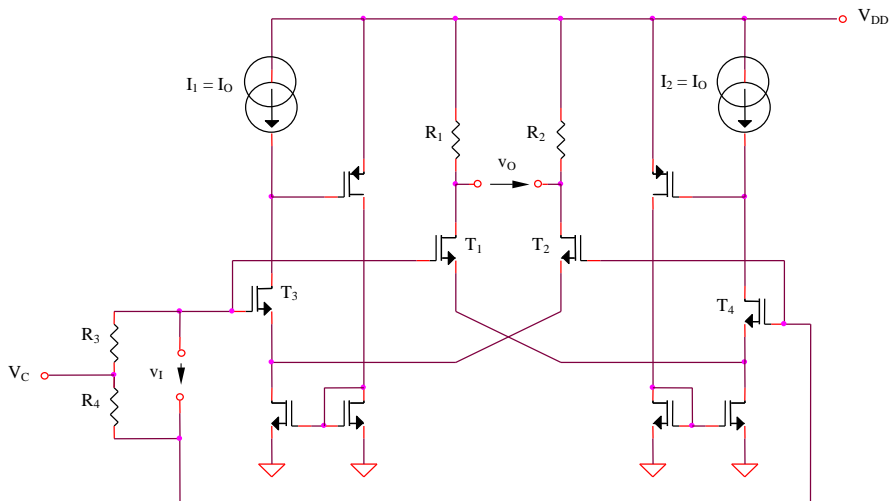 V_DD
I_1 = I_O
I_2 = I_O
R_1
R_2
v_O
T_1
T_2
T_3
T_4
R_3
V_C
v_I
R_4